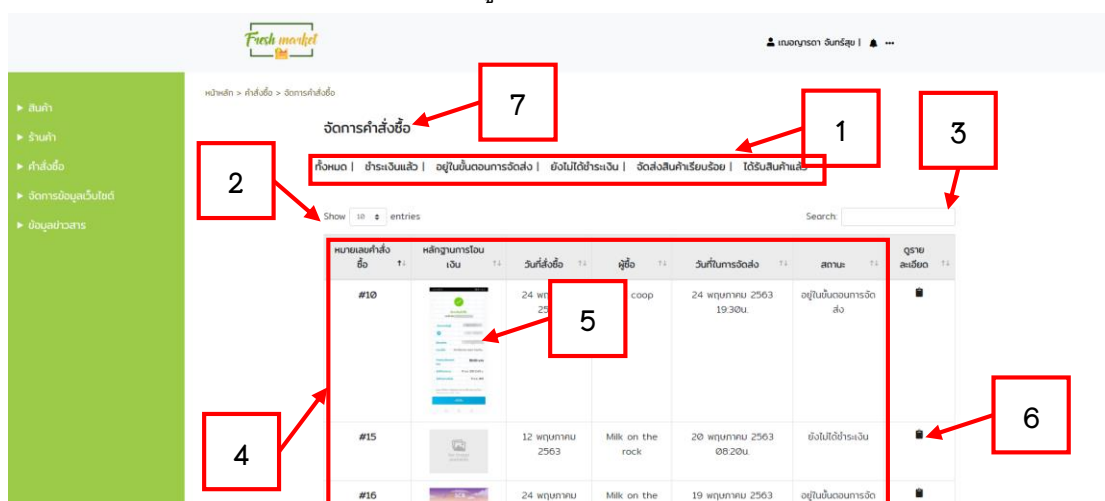 Fresh market
เฌอญารดา จันทร์สุข |
หน้าหลัก > คำสั่งซื้อ > จัดการคำสั่งซื้อ
สินค้า
ร้านค้า
คำสั่งซื้อ
จัดการข้อมูลเว็บไซต์
ข้อมูลข่าวสาร
7
จัดการคำสั่งซื้อ
1
3
ทั้งหมด | ชำระเงินแล้ว | อยู่ในขั้นตอนการจัดส่ง | ยังไม่ได้ชำระเงิน | จัดส่งสินค้าเรียบร้อย | ได้รับสินค้าแล้ว
2
Show 10 entries
Search:
หมายเลขคำสั่งซื้อ หลักฐานการโอนเงิน วันที่สั่งซื้อ ผู้ซื้อ วันที่ในการจัดส่ง สถานะ ดูรายละเอียด
#10 24 coop 24 พฤษภาคม 2563 อยู่ในขั้นตอนการจัด
19:30น. ส่ง
5
6
4
#15 12 พฤษภาคม Milk on the 20 พฤษภาคม 2563 ยังไม่ได้ชำระเงิน
2563 rock 08:20น.
#16 24 พฤษภาคม Milk on the 19 พฤษภาคม 2563 อยู่ในขั้นตอนการจัด